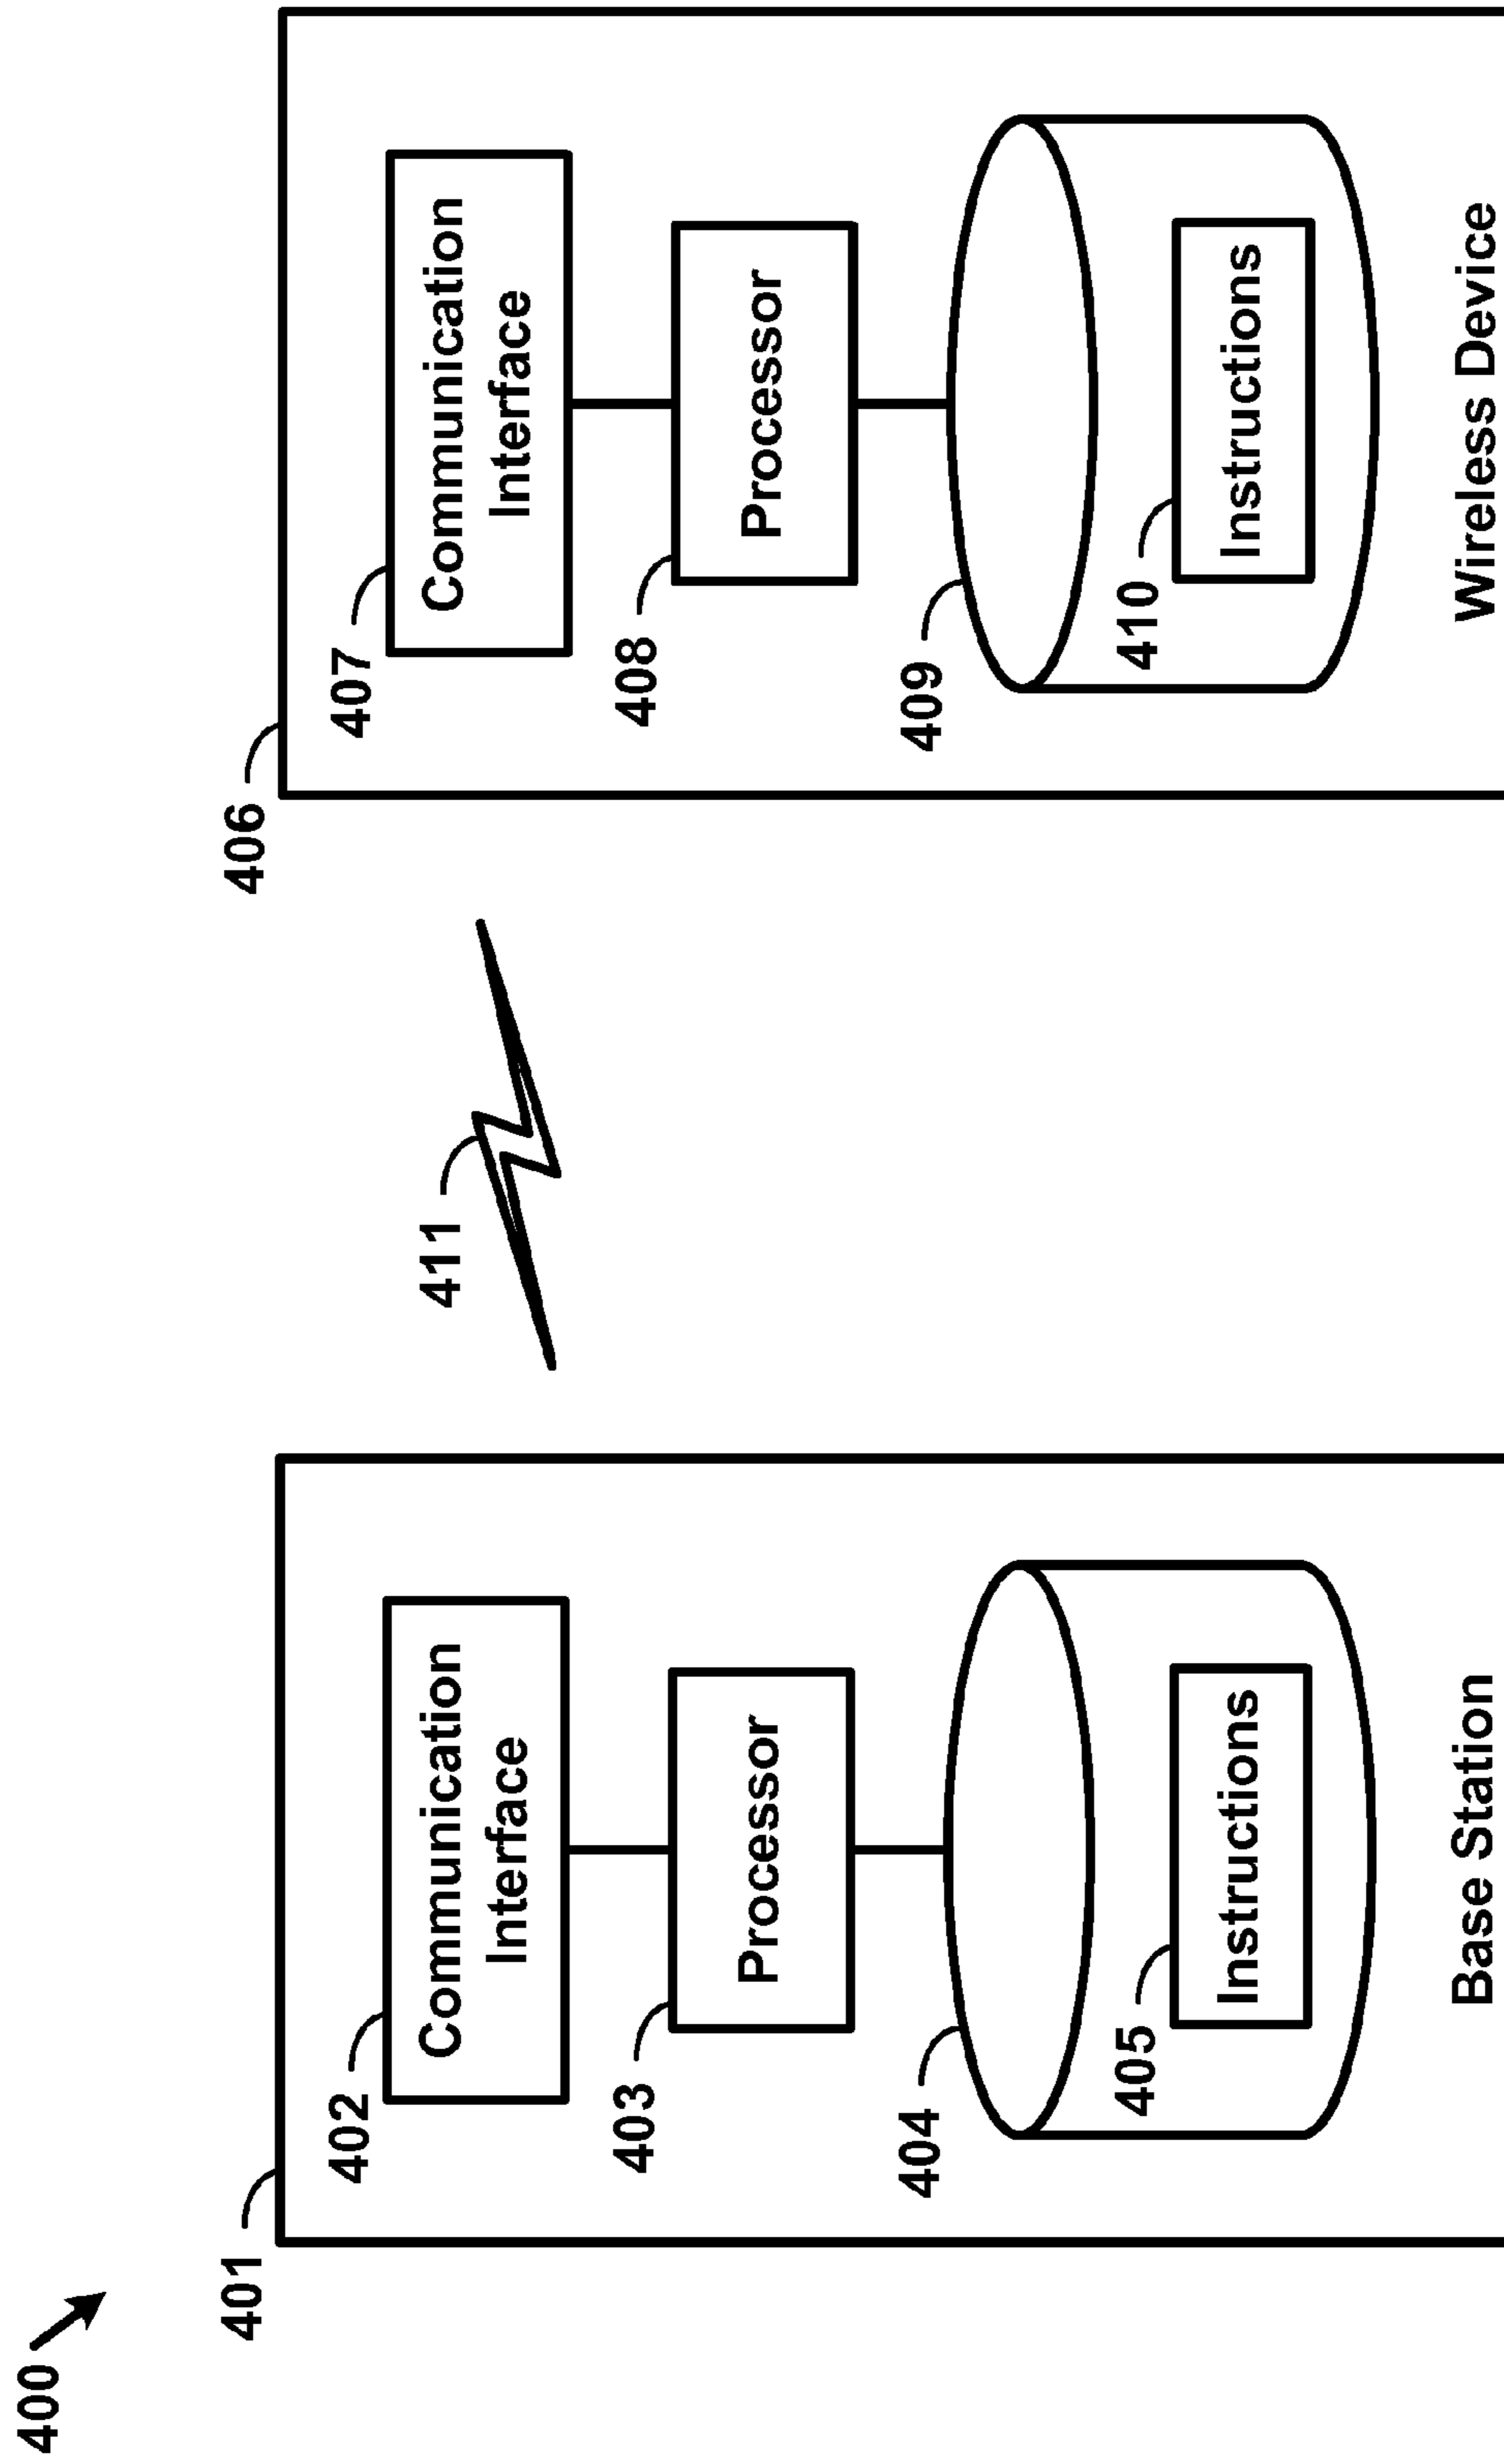 400
401
402
Communication
Interface
403
Processor
404
405
Instructions
Base Station
411
406
407
Communication
Interface
408
Processor
409
410
Instructions
Wireless Device